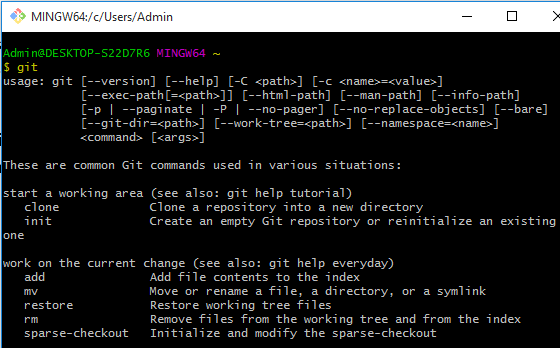 MINGW64:/c/Users/Admin
Admin@DESKTOP-S22D7R6 MINGW64 ~
$ git
usage: git [--version] [--help] [-C <path>] [-c <name>=<value>]
           [--exec-path[=<path>]] [--html-path] [--man-path] [--info-path]
           [-p | --paginate | -P | --no-pager] [--no-replace-objects] [--bare]
           [--git-dir=<path>] [--work-tree=<path>] [--namespace=<name>]
           <command> [<args>]
These are common Git commands used in various situations:
start a working area (see also: git help tutorial)
   clone             Clone a repository into a new directory
   init              Create an empty Git repository or reinitialize an existing
one
work on the current change (see also: git help everyday)
   add               Add file contents to the index
   mv                Move or rename a file, a directory, or a symlink
   restore           Restore working tree files
   rm                Remove files from the working tree and from the index
   sparse-checkout   Initialize and modify the sparse-checkout